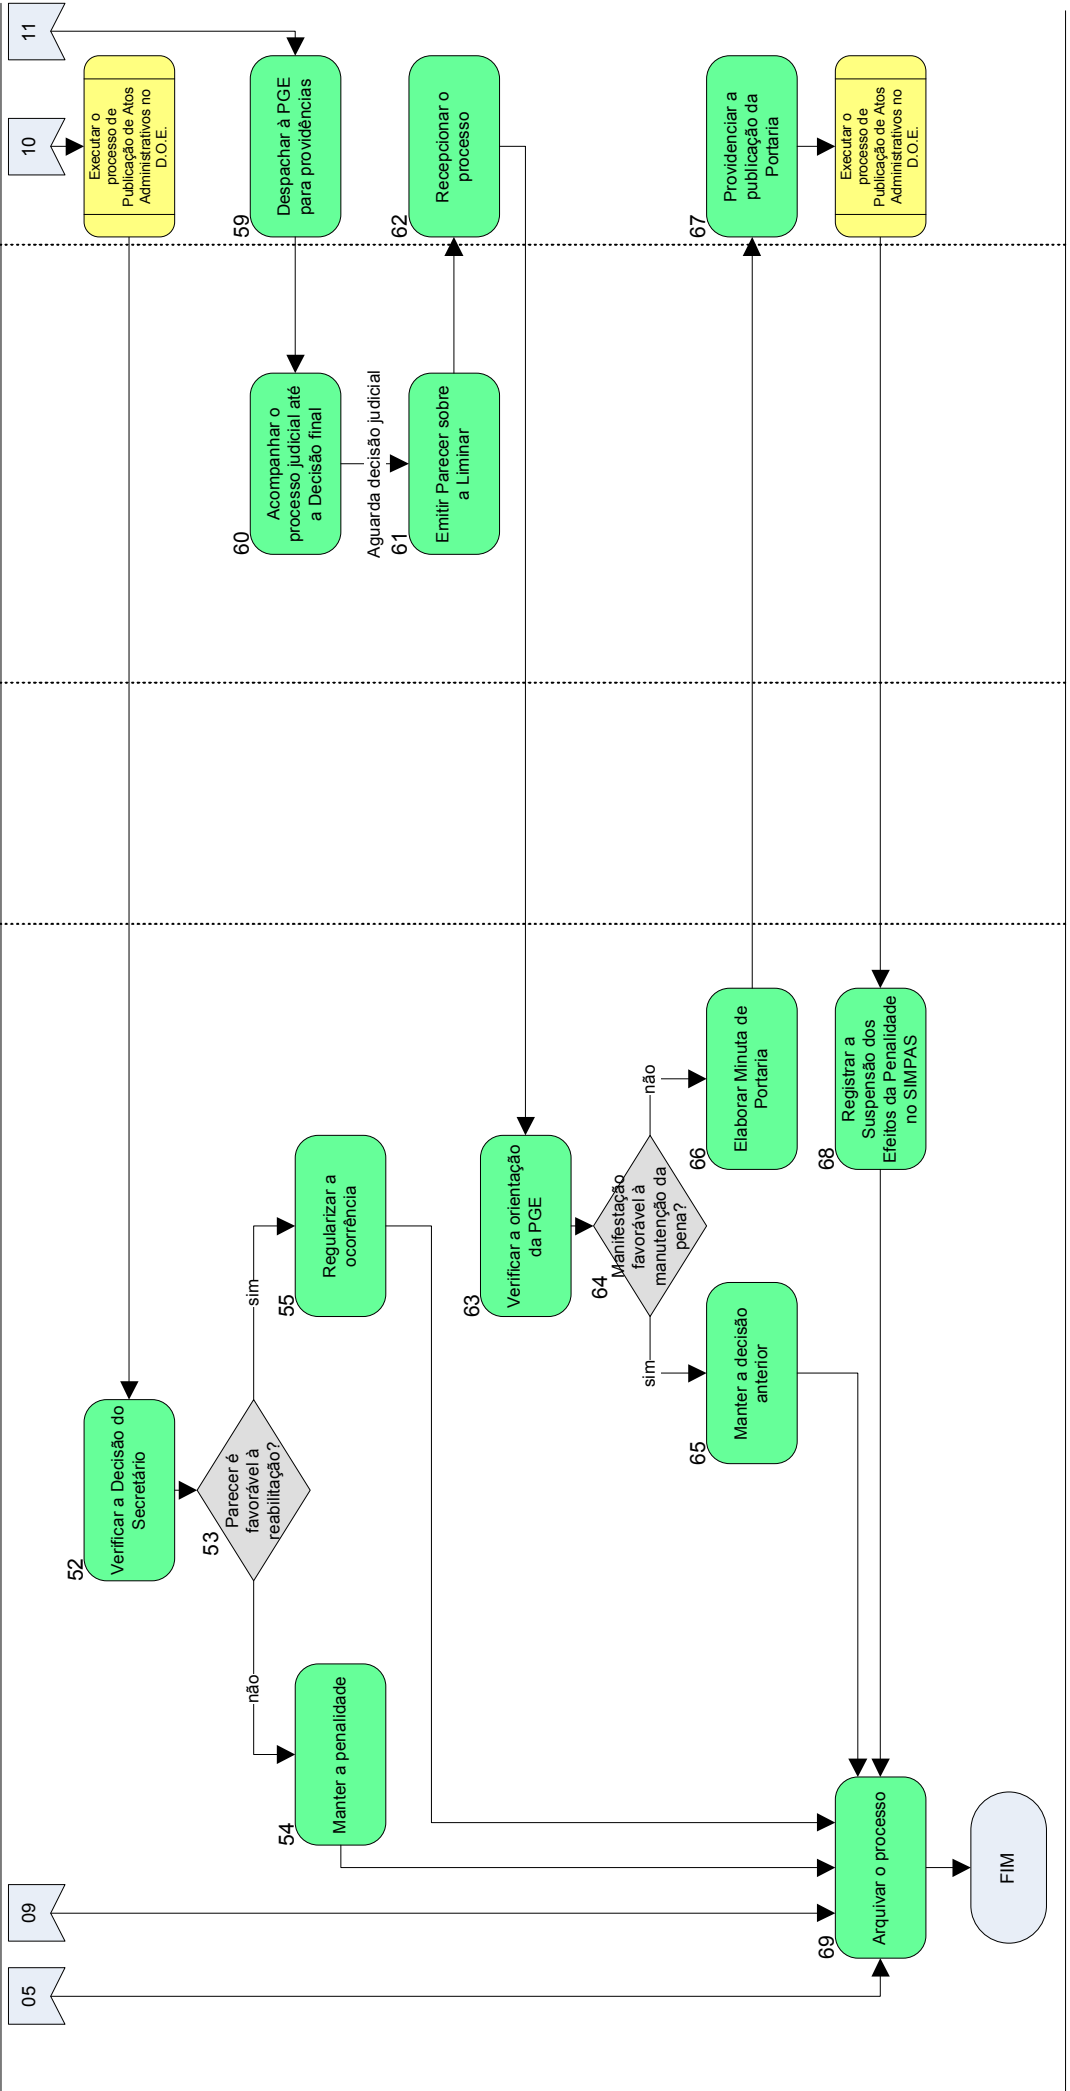 05
09
10
11
Executar o
processo de
Publicação de Atos
Administrativos no
D.O.E.
52
Verificar a Decisão do
Secretário
53
Parecer é
favorável à
reabilitação?
não
sim
54
Manter a penalidade
55
Regularizar a
ocorrência
59
Despachar à PGE
para providências
60
Acompanhar o
processo judicial até
a Decisão final
Aguarda decisão judicial
61
Emitir Parecer sobre
a Liminar
62
Recepcionar o
processo
63
Verificar a orientação
da PGE
64
Manifestação
favorável à
manutenção da
pena?
sim
não
65
Manter a decisão
anterior
66
Elaborar Minuta de
Portaria
67
Providenciar a
publicação da
Portaria
Executar o
processo de
Publicação de Atos
Administrativos no
D.O.E.
68
Registrar a
Suspensão dos
Efeitos da Penalidade
no SIMPAS
69
Arquivar o processo
FIM